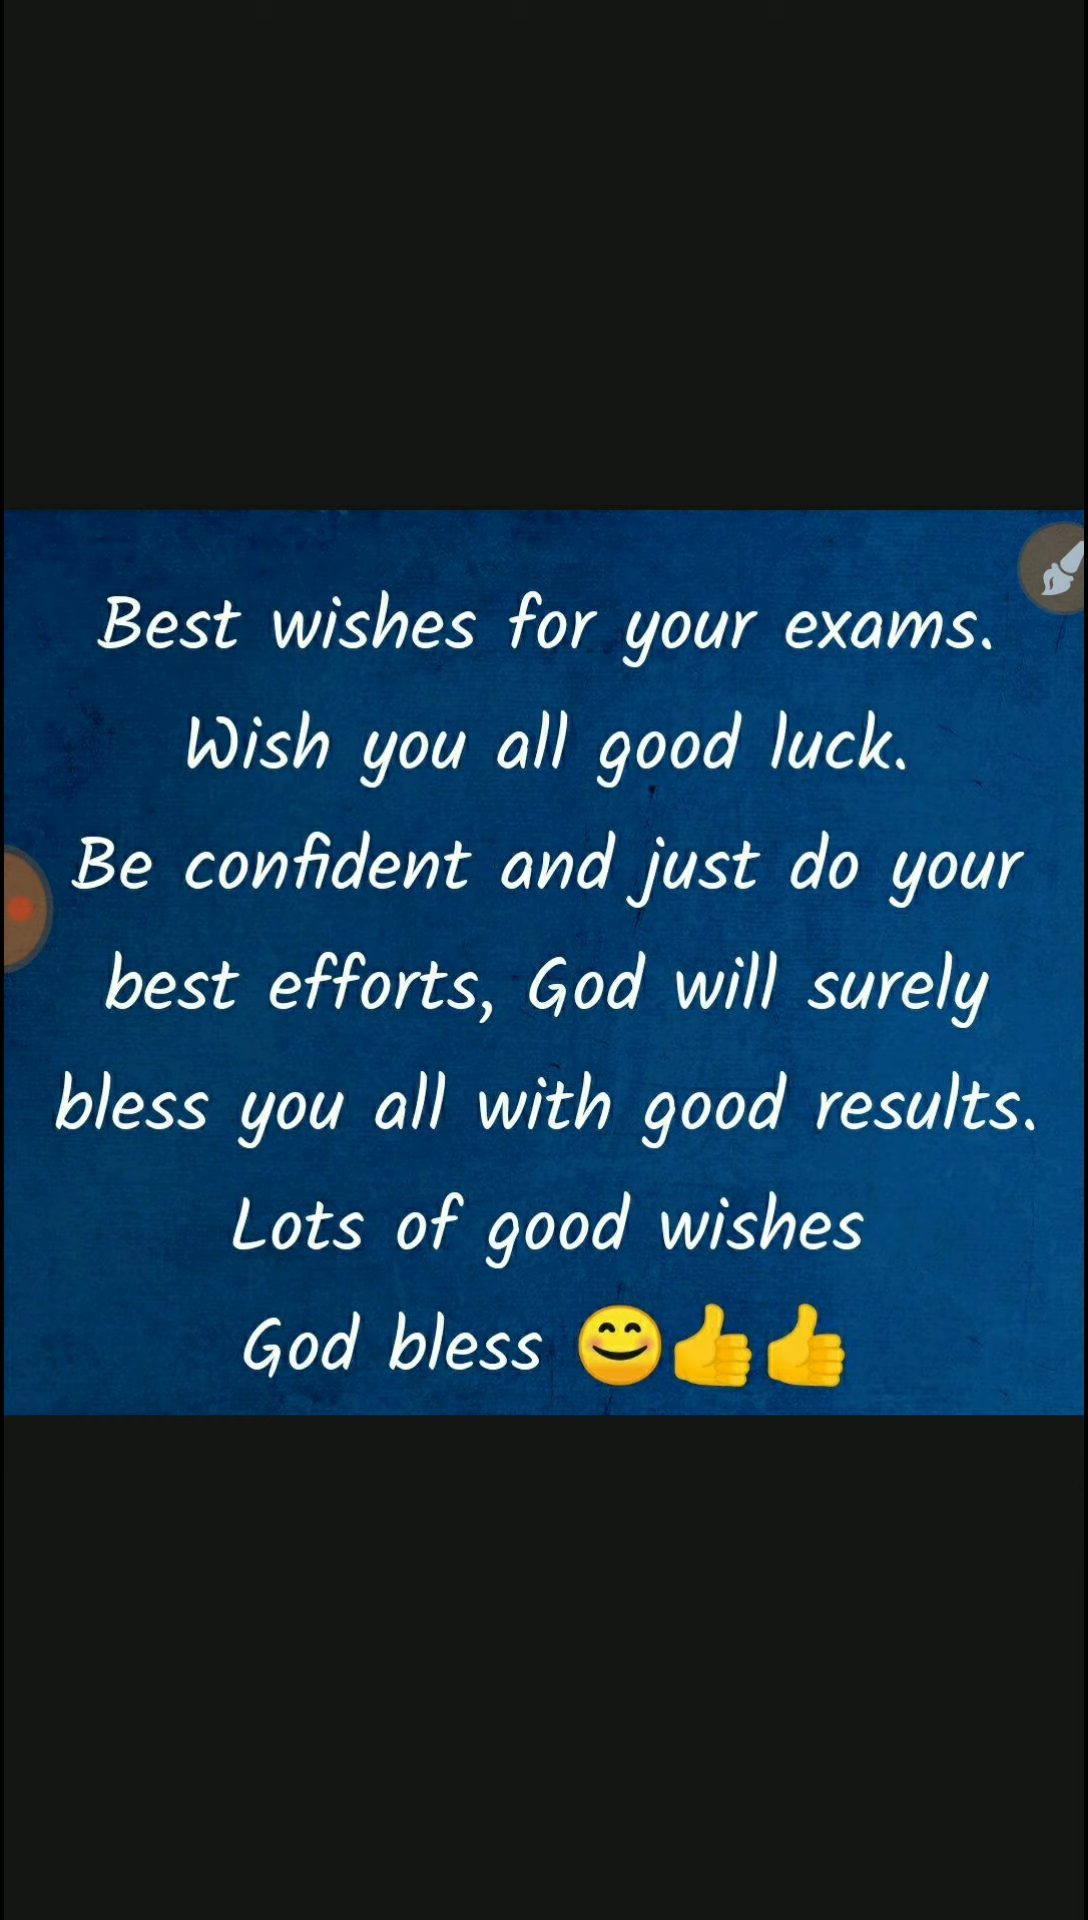 Best wishes for your exams.
Wish you all good luck.
Be confident and just do your
best efforts, God will surely
bless you all with good results.
Lots of good wishes
God bless 😊👍👍